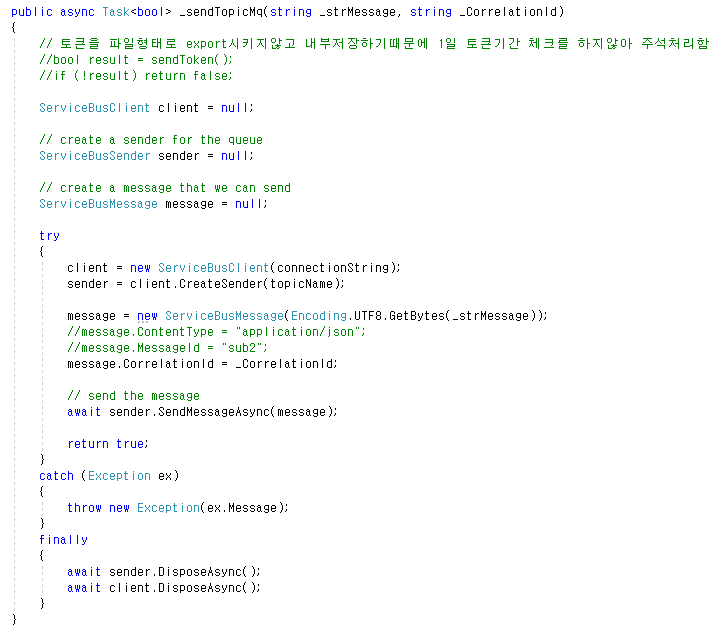 public async Task<bool> _sendTopicMq(string _strMessage, string _CorrelationId)
{
// 토큰을 파일형태로 export시키지않고 내부저장하기때문에 1일 토큰기간 체크를 하지않아 주석처리함
//bool result = sendToken();
//if (!result) return false;
ServiceBusClient client = null;
// create a sender for the queue
ServiceBusSender sender = null;
// create a message that we can send
ServiceBusMessage message = null;
try
{
client = new ServiceBusClient(connectionString);
sender = client.CreateSender(topicName);
message = new ServiceBusMessage(Encoding.UTF8.GetBytes(_strMessage));
//message.ContentType = "application/json";
//message.MessageId = "sub2";
message.CorrelationId = _CorrelationId;
// send the message
await sender.SendMessageAsync(message);
return true;
}
catch (Exception ex)
{
throw new Exception(ex.Message);
}
finally
{
await sender.DisposeAsync();
await client.DisposeAsync();
}
}